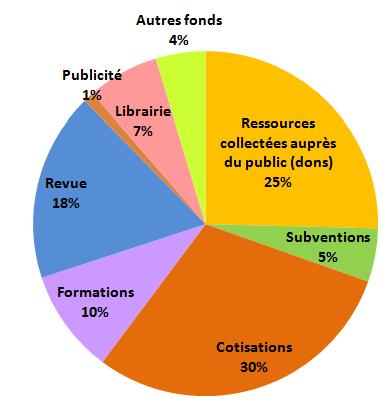 Autres fonds
4%
Publicité
1%
Librairie
7%
Ressources
collectées auprès
du public (dons)
25%
Revue
18%
Subventions
5%
Formations
10%
Cotisations
30%